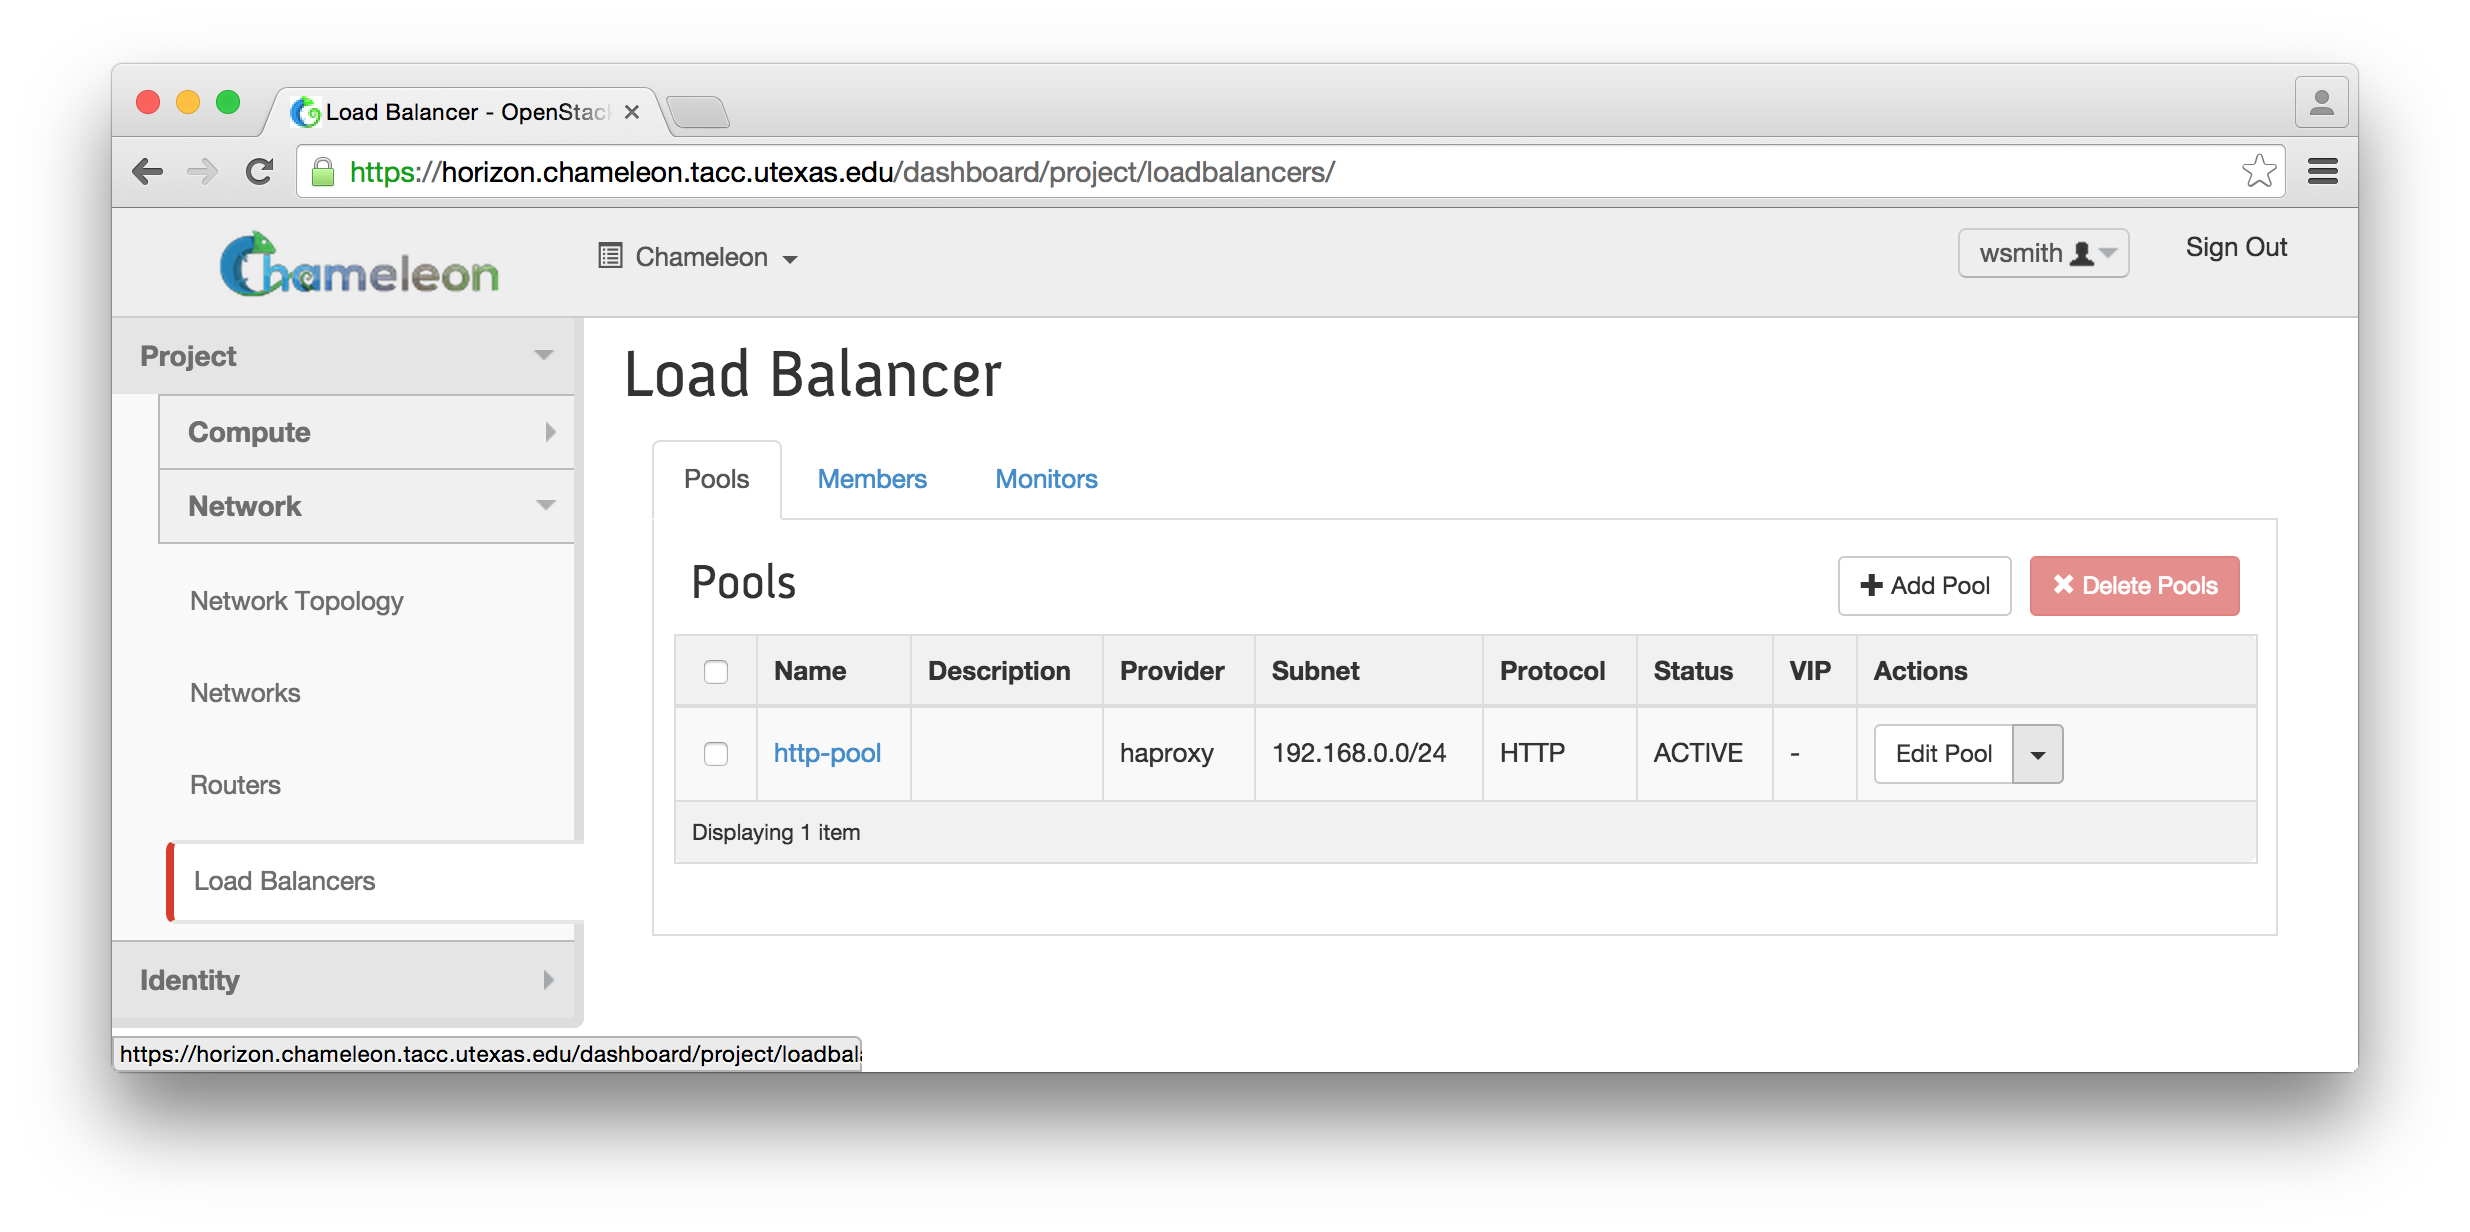 Load Balancer - OpenStac
https://horizon.chameleon.tacc.utexas.edu/dashboard/project/loadbalancers/
Chameleon
Chameleon
wsmith
Sign Out
Project
Compute
Network
Network Topology
Networks
Routers
Load Balancers
Identity
Load Balancer
Pools Members Monitors
Pools
Add Pool
Delete Pools
Name Description Provider Subnet Protocol Status VIP Actions
http-pool haproxy 192.168.0.0/24 HTTP ACTIVE - Edit Pool
Displaying 1 item
https://horizon.chameleon.tacc.utexas.edu/dashboard/project/loadbal